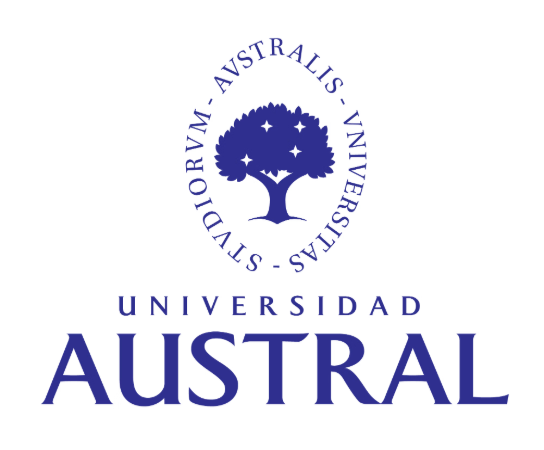 STVDIORVM - AVSTRALIS - VNIVERSITAS -
UNIVERSIDAD
AUSTRAL